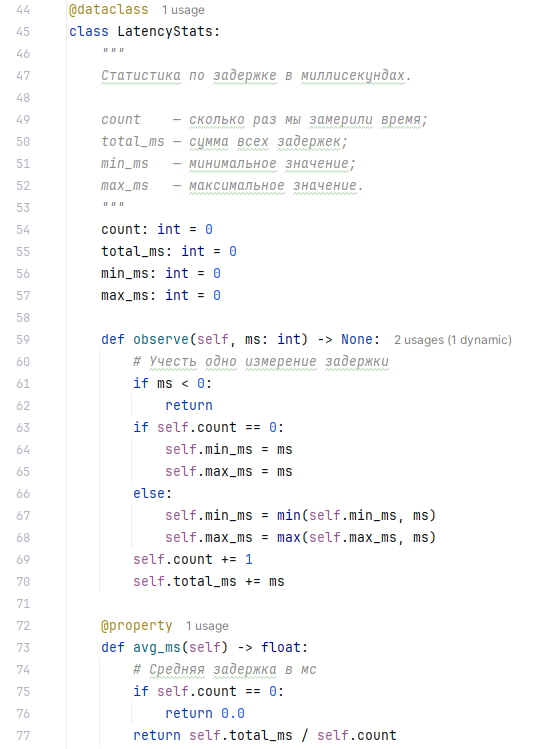 44 @dataclass 1 usage
45 class LatencyStats:
46 """
47 Статистика по задержке в миллисекундах.
48
49 count — сколько раз мы замерили время;
50 total_ms — сумма всех задержек;
51 min_ms — минимальное значение;
52 max_ms — максимальное значение.
53 """
54 count: int = 0
55 total_ms: int = 0
56 min_ms: int = 0
57 max_ms: int = 0
58
59 def observe(self, ms: int) -> None: 2 usages (1 dynamic)
60 # Учесть одно измерение задержки
61 if ms < 0:
62 return
63 if self.count == 0:
64 self.min_ms = ms
65 self.max_ms = ms
66 else:
67 self.min_ms = min(self.min_ms, ms)
68 self.max_ms = max(self.max_ms, ms)
69 self.count += 1
70 self.total_ms += ms
71
72 @property 1 usage
73 def avg_ms(self) -> float:
74 # Средняя задержка в мс
75 if self.count == 0:
76 return 0.0
77 return self.total_ms / self.count